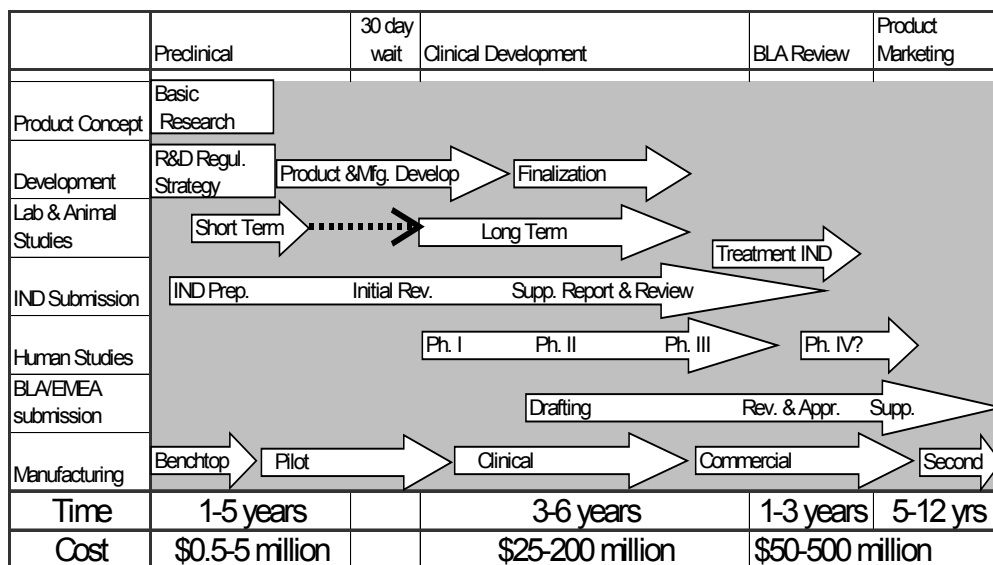 Preclinical
30 day
wait
Clinical Development
BLA Review
Product
Marketing
Product Concept
Basic
Research
Development
R&D Regul.
Strategy
Product &Mfg. Develop
Finalization
Lab & Animal
Studies
Short Term
Long Term
Treatment IND
IND Submission
IND Prep.
Initial Rev.
Supp. Report & Review
Human Studies
Ph. I
Ph. II
Ph. III
Ph. IV?
BLA/EMEA
submission
Drafting
Rev. & Appr.
Supp.
Manufacturing
Benchtop
Pilot
Clinical
Commercial
Second
Time
1-5 years
3-6 years
1-3 years
5-12 yrs
Cost
$0.5-5 million
$25-200 million
$50-500 million